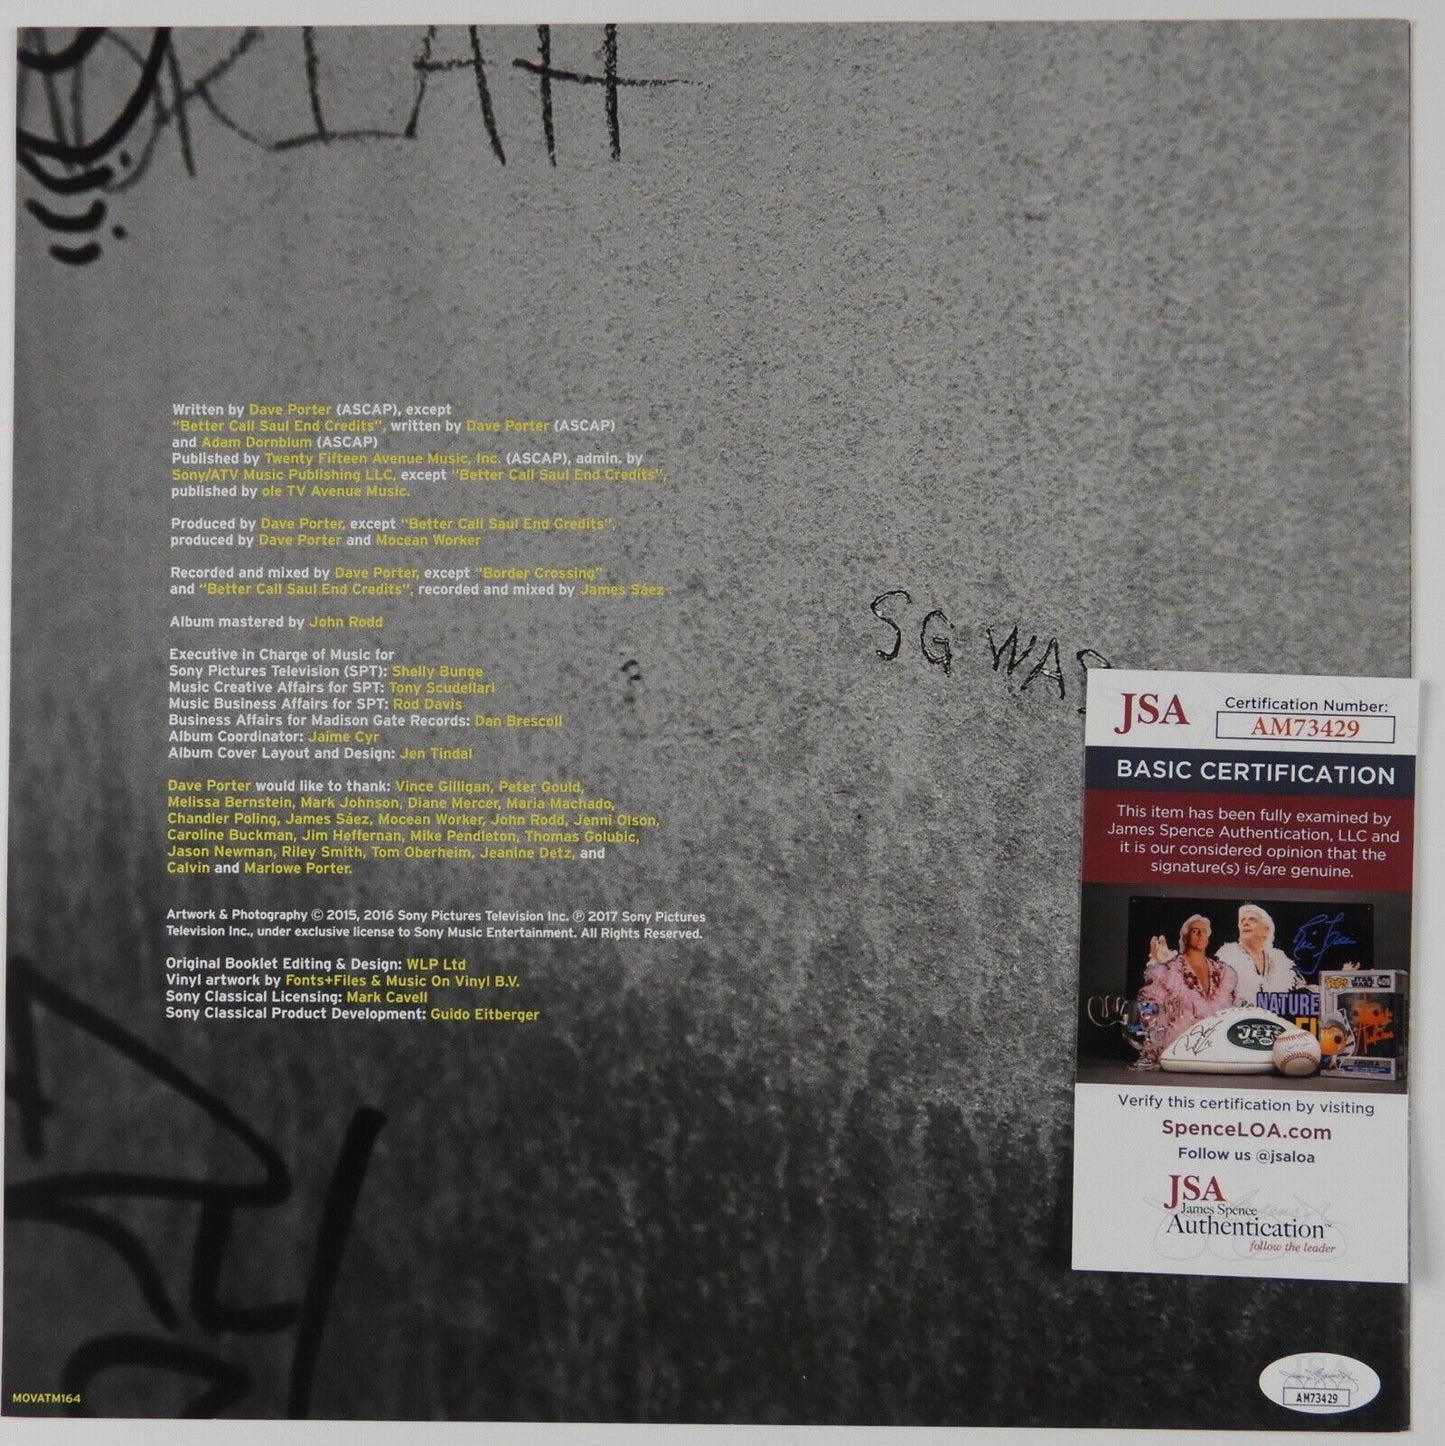 Written by Dave Porter (ASCAP), except
"Better Call Saul End Credits", written by Dave Porter (ASCAP)
and Adam Dornblum (ASCAP)
Published by Twenty Fifteen Avenue Music, Inc. (ASCAP), admin. by
Sony/ATV Music Publishing LLC, except "Better Call Saul End Credits",
published by ole TV Avenue Music.
Produced by Dave Porter, except "Better Call Saul End Credits",
produced by Dave Porter and Mocean Worker
Recorded and mixed by Dave Porter, except "Border Crossing"
and "Better Call Saul End Credits", recorded and mixed by James Sáez
Album mastered by John Rodd
Executive in Charge of Music for
Sony Pictures Television (SPT): Shelly Bunge
Music Creative Affairs for SPT: Tony Scudellari
Music Business Affairs for SPT: Rod Davis
Business Affairs for Madison Gate Records: Dan Brescoll
Album Coordinator: Jaime Cyr
Album Cover Layout and Design: Jen Tindal
Dave Porter would like to thank: Vince Gilligan, Peter Gould,
Melissa Bernstein, Mark Johnson, Diane Mercer, Maria Machado,
Chandler Poling, James Sáez, Mocean Worker, John Rodd, Jenni Olson,
Caroline Buckman, Jim Heffernan, Mike Pendleton, Thomas Golubic,
Jason Newman, Riley Smith, Tom Oberheim, Jeanine Detz, and
Calvin and Marlowe Porter.
Artwork & Photography © 2015, 2016 Sony Pictures Television Inc. ℗ 2017 Sony Pictures
Television Inc., under exclusive license to Sony Music Entertainment. All Rights Reserved.
Original Booklet Editing & Design: WLP Ltd
Vinyl artwork by Fonts+Files & Music On Vinyl B.V.
Sony Classical Licensing: Mark Cavell
Sony Classical Product Development: Guido Eitberger
MOVATM164
SG WAS
JSA
Certification Number:
AM73429
BASIC CERTIFICATION
This item has been fully examined by
James Spence Authentication, LLC and
it is our considered opinion that the
signature(s) is/are genuine.
NATURE
JETS
Verify this certification by visiting
SpenceLOA.com
Follow us @jsaloa
JSA
James Spence
Authentication™
follow the leader
AM73429